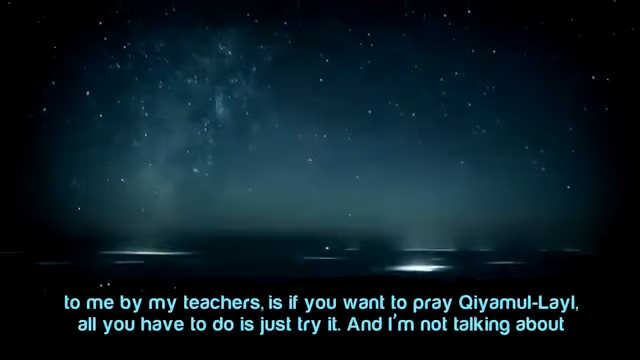 to me by my teachers, is if you want to pray Qiyamul-Layl,
all you have to do is just try it. And I'm not talking about